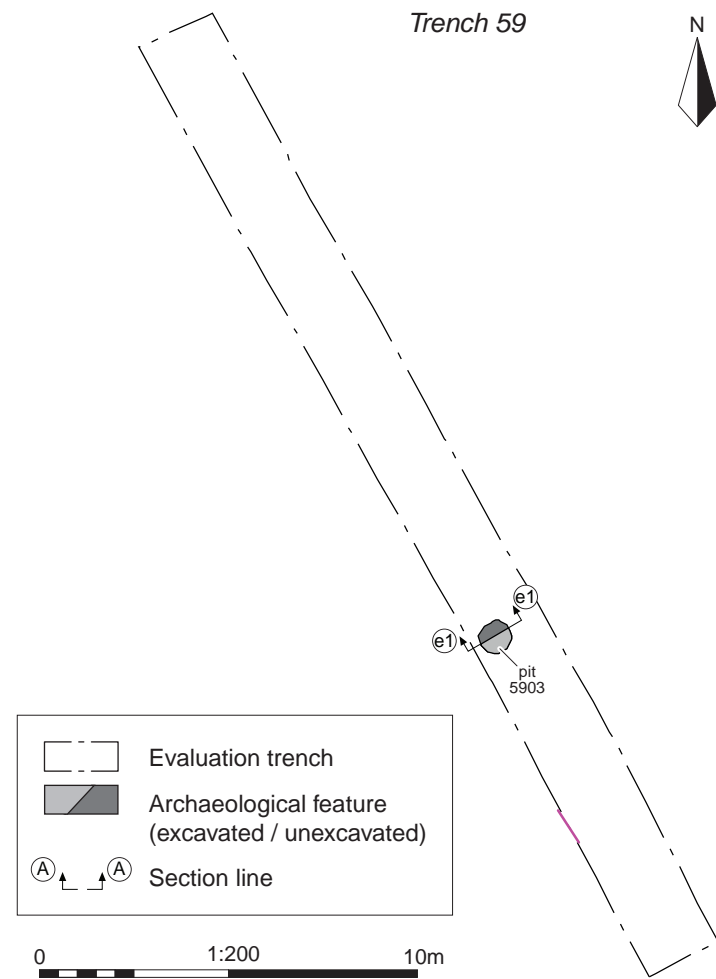 Trench 59
N
e1
e1
pit
5903
Evaluation trench
Archaeological feature
(excavated / unexcavated)
A A Section line
0 1:200 10m